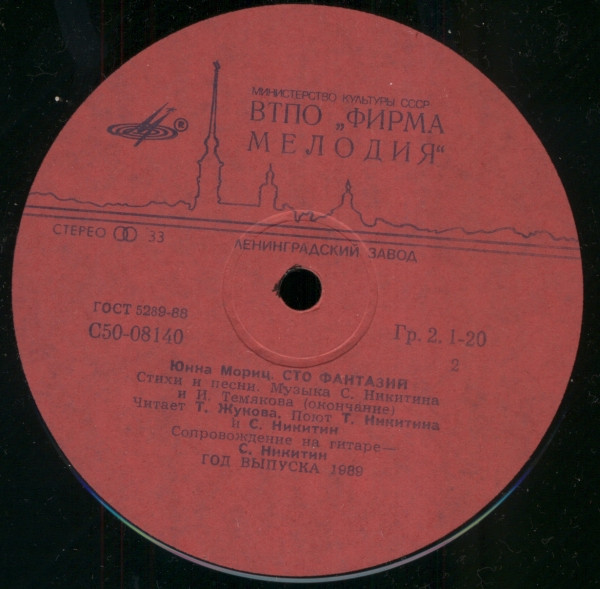 МИНИСТЕРСТВО КУЛЬТУРЫ СССР
ВТПО „ФИРМА
МЕЛОДИЯ“
®
СТЕРЕО 33
ЛЕНИНГРАДСКИЙ ЗАВОД
ГОСТ 5289-88
С50-08140
Гр. 2. 1-20
2
Юнна Мориц. СТО ФАНТАЗИЙ
Стихи и песни. Музыка С. Никитина
и И. Темакова (окончание)
Читает Т. Жукова. Поют Т. Никитина
и С. Никитин
Сопровождение на гитаре—
С. Никитин
ГОД ВЫПУСКА 1989